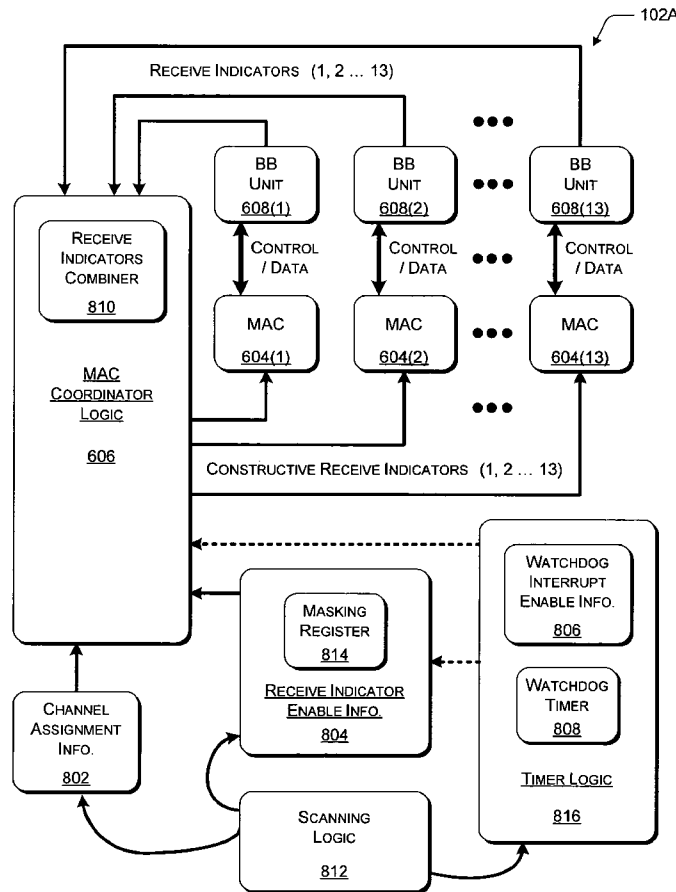 102A
RECEIVE INDICATORS (1, 2 ... 13)
BB
UNIT
608(1)
BB
UNIT
608(2)
BB
UNIT
608(13)
RECEIVE
INDICATORS
COMBINER
810
CONTROL
/ DATA
CONTROL
/ DATA
CONTROL
/ DATA
MAC
604(1)
MAC
604(2)
MAC
604(13)
MAC
COORDINATOR
LOGIC
606
CONSTRUCTIVE RECEIVE INDICATORS (1, 2 ... 13)
WATCHDOG
INTERRUPT
ENABLE INFO.
806
MASKING
REGISTER
814
RECEIVE INDICATOR
ENABLE INFO.
804
WATCHDOG
TIMER
808
TIMER LOGIC
816
CHANNEL
ASSIGNMENT
INFO.
802
SCANNING
LOGIC
812